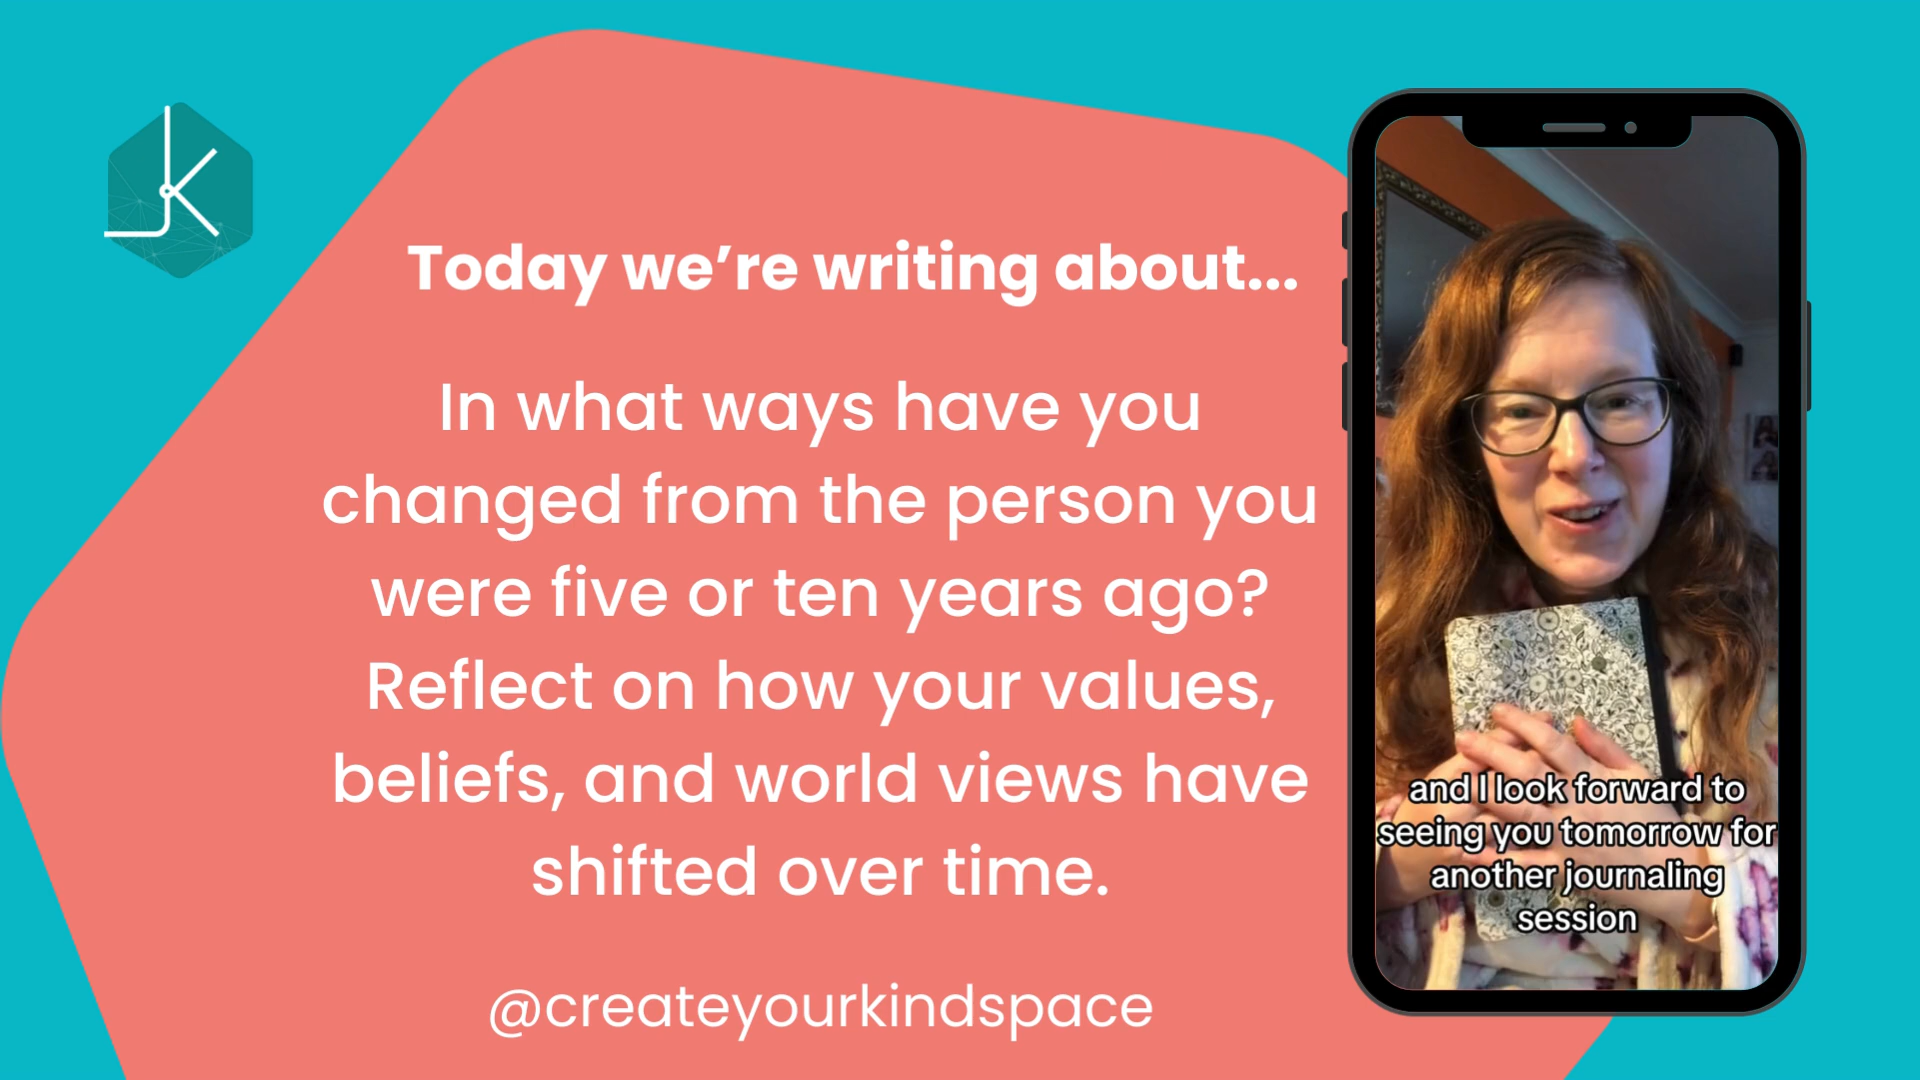 JK
Today we’re writing about...
In what ways have you
changed from the person you
were five or ten years ago?
Reflect on how your values,
beliefs, and world views have
shifted over time.
@createyourkindspace
and I look forward to
seeing you tomorrow for
another journaling
session